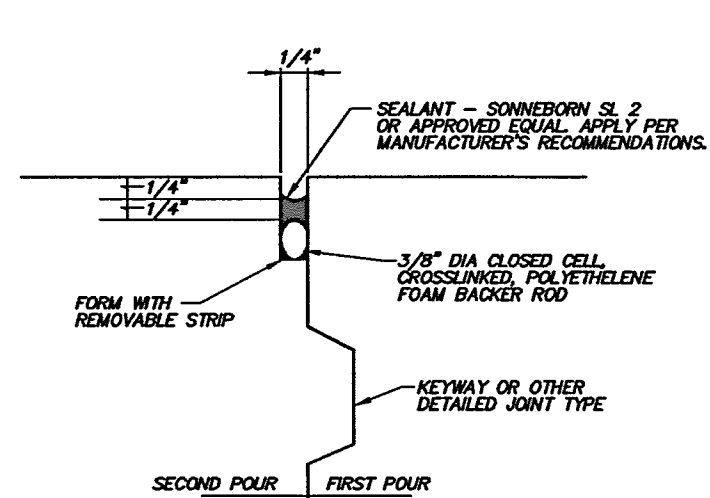 1/4"
SEALANT - SONNEBORN SL 2
OR APPROVED EQUAL. APPLY PER
MANUFACTURER'S RECOMMENDATIONS.
1/4"
1/4"
3/8" DIA CLOSED CELL,
CROSSLINKED, POLYETHELENE
FOAM BACKER ROD
FORM WITH
REMOVABLE STRIP
KEYWAY OR OTHER
DETAILED JOINT TYPE
SECOND POUR
FIRST POUR